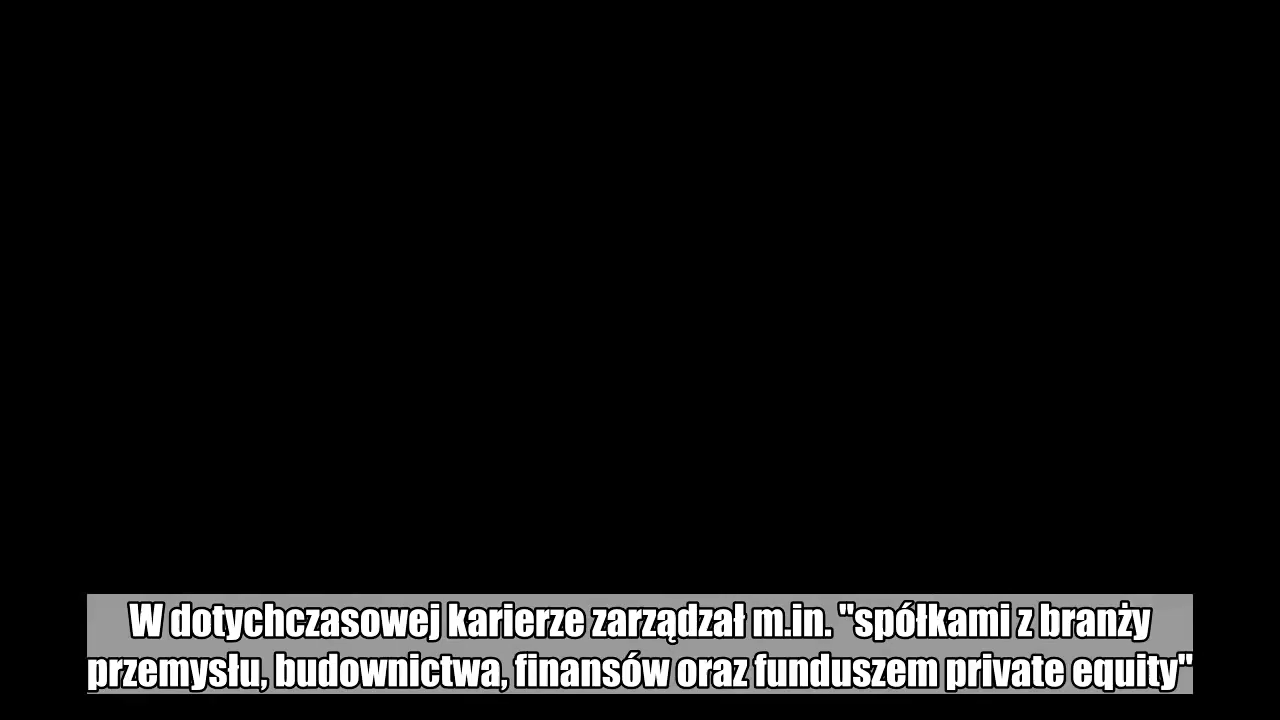 W dotychczasowej karierze zarządzał m.in. "spółkami z branży
przemysłu, budownictwa, finansów oraz funduszem private equity"